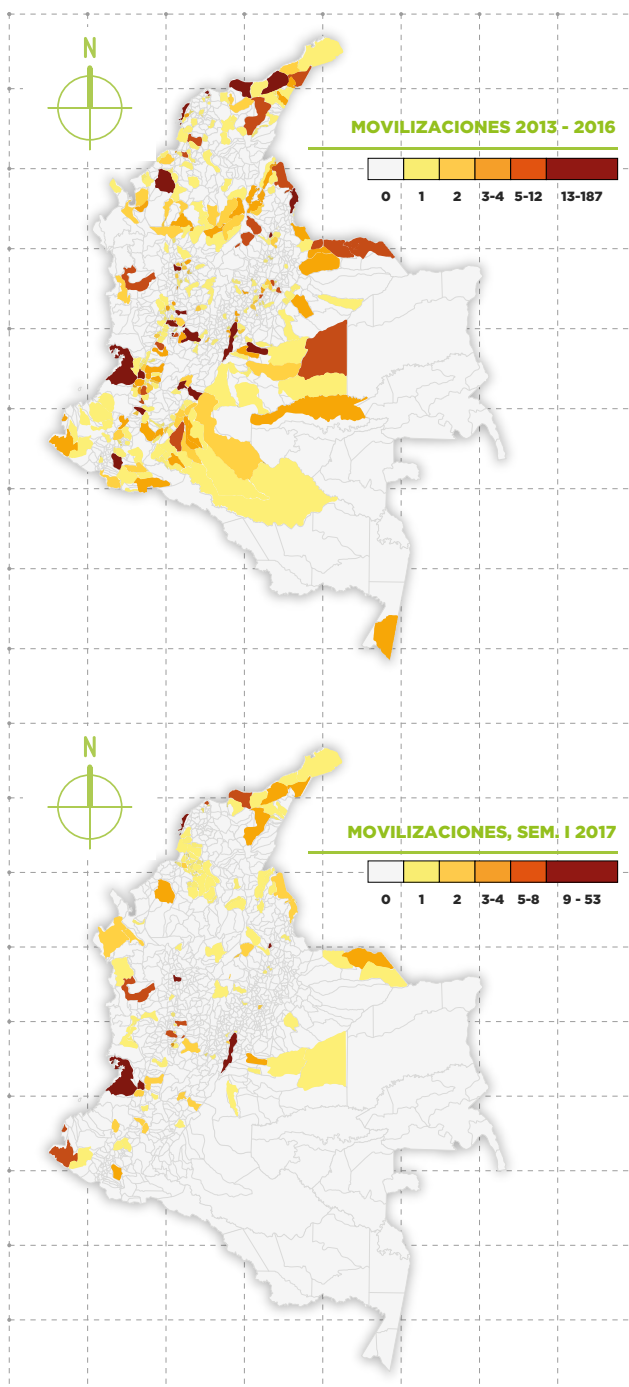 N
MOVILIZACIONES 2013 - 2016
0 1 2 3-4 5-12 13-187
N
MOVILIZACIONES, SEM. I 2017
0 1 2 3-4 5-8 9 - 53